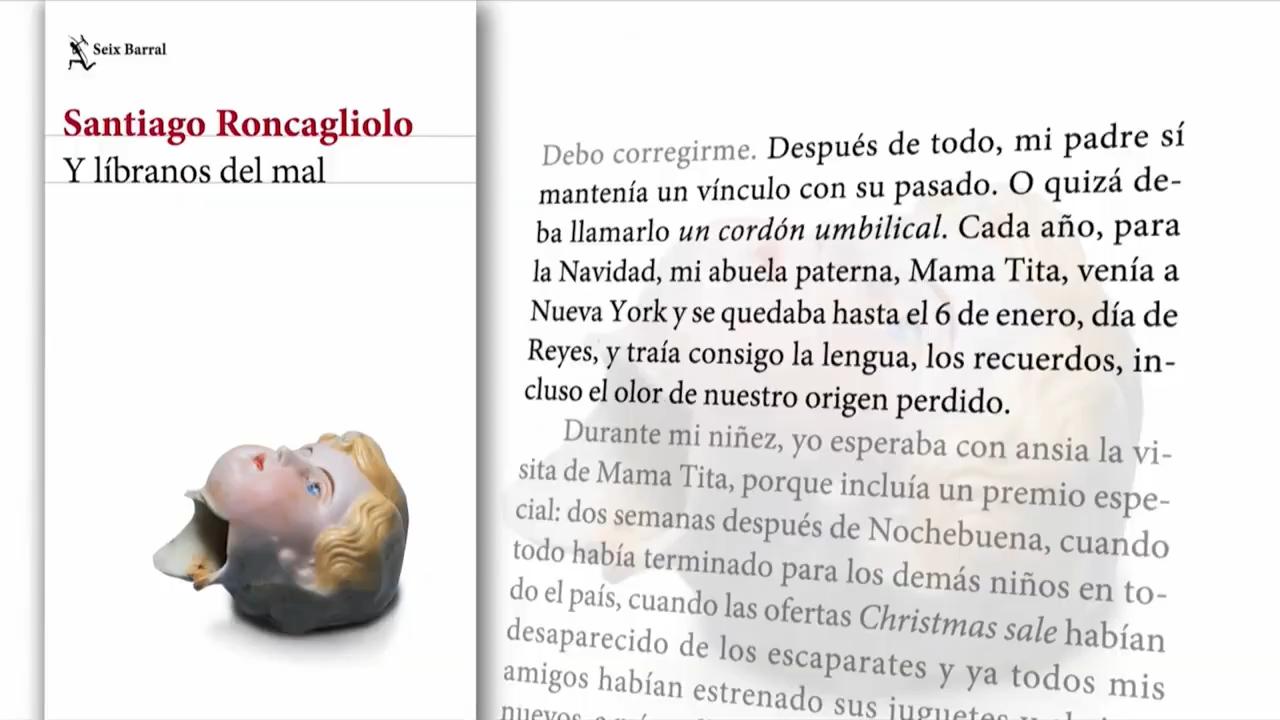 Seix Barral
Santiago Roncagliolo
Y líbranos del mal
Debo corregirme. Después de todo, mi padre sí
mantenía un vínculo con su pasado. O quizá de-
ba llamarlo un cordón umbilical. Cada año, para
la Navidad, mi abuela paterna, Mama Tita, venía a
Nueva York y se quedaba hasta el 6 de enero, día de
Reyes, y traía consigo la lengua, los recuerdos, in-
cluso el olor de nuestro origen perdido.
Durante mi niñez, yo esperaba con ansia la vi-
sita de Mama Tita, porque incluía un premio espe-
cial: dos semanas después de Nochebuena, cuando
todo había terminado para los demás niños en to-
do el país, cuando las ofertas Christmas sale habían
desaparecido de los escaparates y ya todos mis
amigos habían estrenado sus juguetes y
nuevos